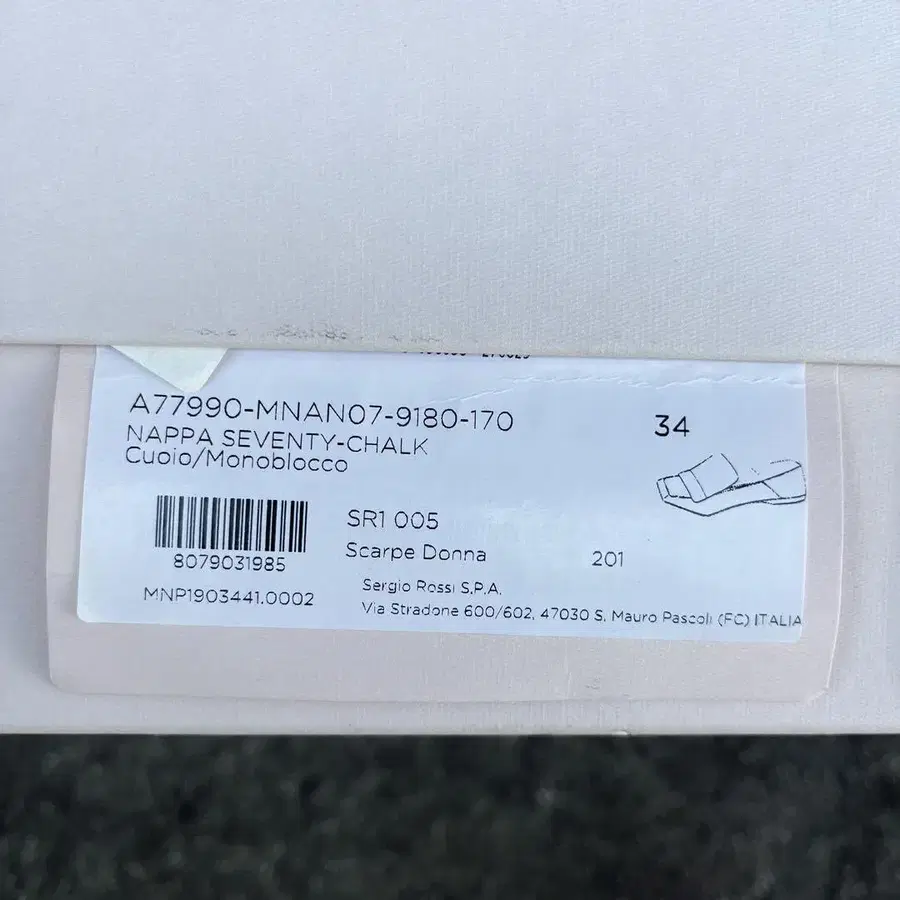 A77990-MNAN07-9180-170
34
NAPPA SEVENTY-CHALK
Cuoio/Monoblocco
SR1 005
8079031985
Scarpe Donna
201
MNP1903441.0002
Sergio Rossi S.P.A.
Via Stradone 600/602, 47030 S. Mauro Pascoli (FC) ITALIA